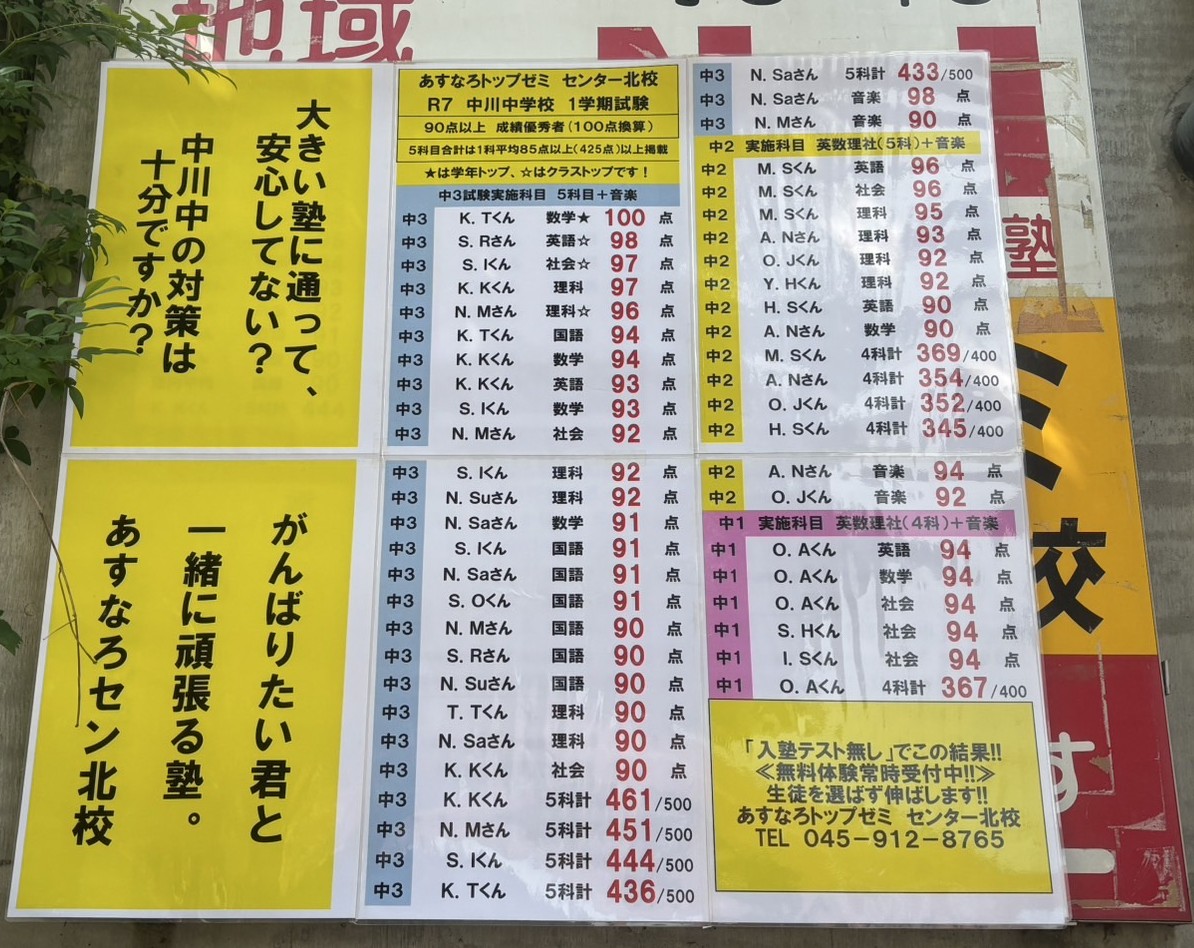 地域
大きい塾に通って、
安心してない？
中川中の対策は
十分ですか？
がんばりたい君と
一緒に頑張る塾。
あすなろセン北校
あすなろトップゼミ センター北校
R7 中川中学校 1学期試験
90点以上 成績優秀者（100点換算）
5科目合計は1科平均85点以上（425点）以上掲載
★は学年トップ、☆はクラストップです！
中3試験実施科目 5科目＋音楽
中3 K. Tくん 数学★ 100 点
中3 S. Rさん 英語☆ 98 点
中3 S. Iくん 社会☆ 97 点
中3 K. Kくん 理科 97 点
中3 N. Mさん 理科☆ 96 点
中3 K. Tくん 国語 94 点
中3 K. Kくん 数学 94 点
中3 K. Kくん 英語 93 点
中3 S. Iくん 数学 93 点
中3 N. Mさん 社会 92 点
中3 S. Iくん 理科 92 点
中3 N. Suさん 理科 92 点
中3 N. Saさん 数学 91 点
中3 S. Iくん 国語 91 点
中3 N. Saさん 国語 91 点
中3 S. Oくん 国語 91 点
中3 N. Mさん 国語 90 点
中3 S. Rさん 国語 90 点
中3 N. Suさん 国語 90 点
中3 T. Tくん 理科 90 点
中3 N. Saさん 理科 90 点
中3 K. Kくん 社会 90 点
中3 K. Kくん 5科計 461/500
中3 N. Mさん 5科計 451/500
中3 S. Iくん 5科計 444/500
中3 K. Tくん 5科計 436/500
中3 N. Saさん 5科計 433/500
中3 N. Saさん 音楽 98 点
中3 N. Mさん 音楽 90 点
中2 実施科目 英数理社（5科）＋音楽
中2 M. Sくん 英語 96 点
中2 M. Sくん 社会 96 点
中2 M. Sくん 理科 95 点
中2 A. Nさん 理科 93 点
中2 O. Jくん 理科 92 点
中2 Y. Hくん 理科 92 点
中2 H. Sくん 英語 90 点
中2 A. Nさん 数学 90 点
中2 M. Sくん 4科計 369/400
中2 A. Nさん 4科計 354/400
中2 O. Jくん 4科計 352/400
中2 H. Sくん 4科計 345/400
中2 A. Nさん 音楽 94 点
中2 O. Jくん 音楽 92 点
中1 実施科目 英数理社（4科）＋音楽
中1 O. Aくん 英語 94 点
中1 O. Aくん 数学 94 点
中1 O. Aくん 社会 94 点
中1 S. Hくん 社会 94 点
中1 I. Sくん 社会 94 点
中1 O. Aくん 4科計 367/400
「入塾テスト無し」でこの結果!!
≪無料体験常時受付中!!≫
生徒を選ばず伸ばします!!
あすなろトップゼミ センター北校
TEL 045－912－8765
塾
ミ
校
す